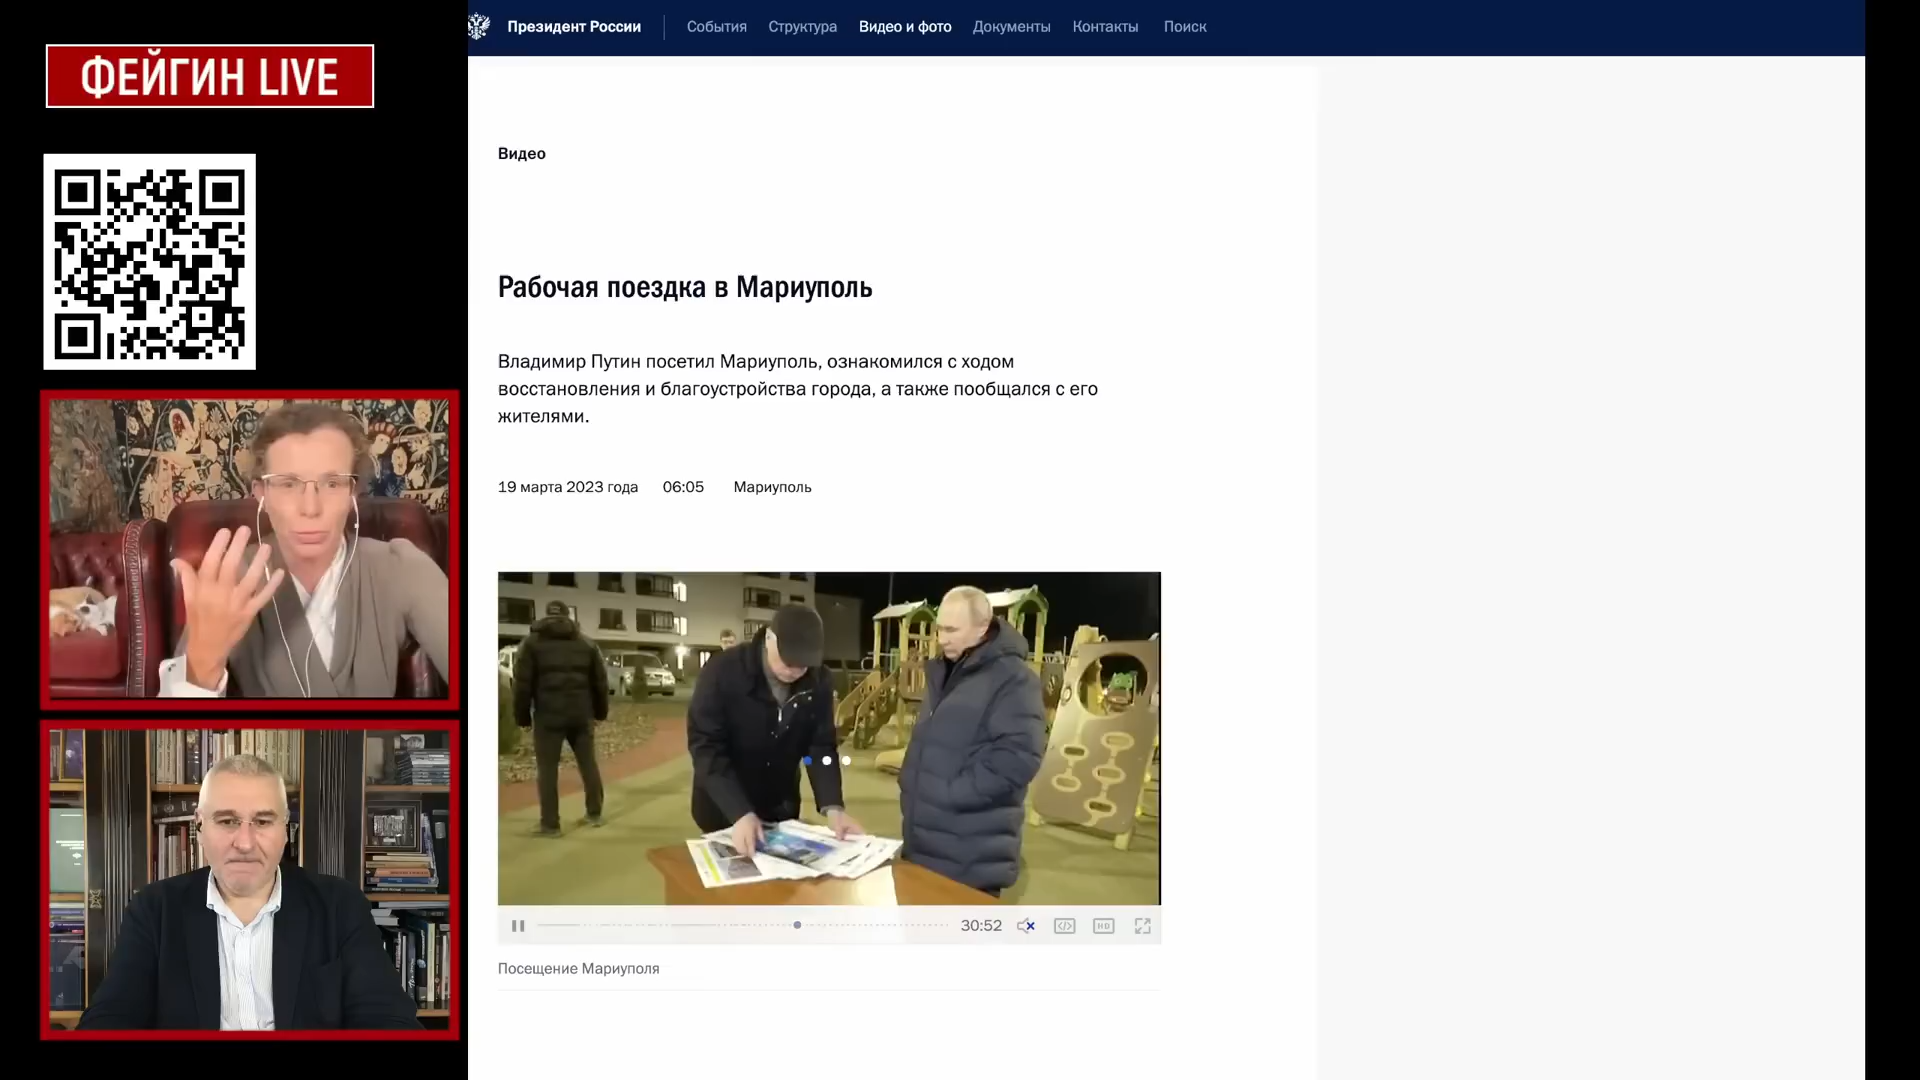 ФЕЙГИН LIVE
Президент России
События
Структура
Видео и фото
Документы
Контакты
Поиск
Видео
Рабочая поездка в Мариуполь
Владимир Путин посетил Мариуполь, ознакомился с ходом
восстановления и благоустройства города, а также пообщался с его
жителями.
19 марта 2023 года 06:05 Мариуполь
30:52
HD
Посещение Мариуполя